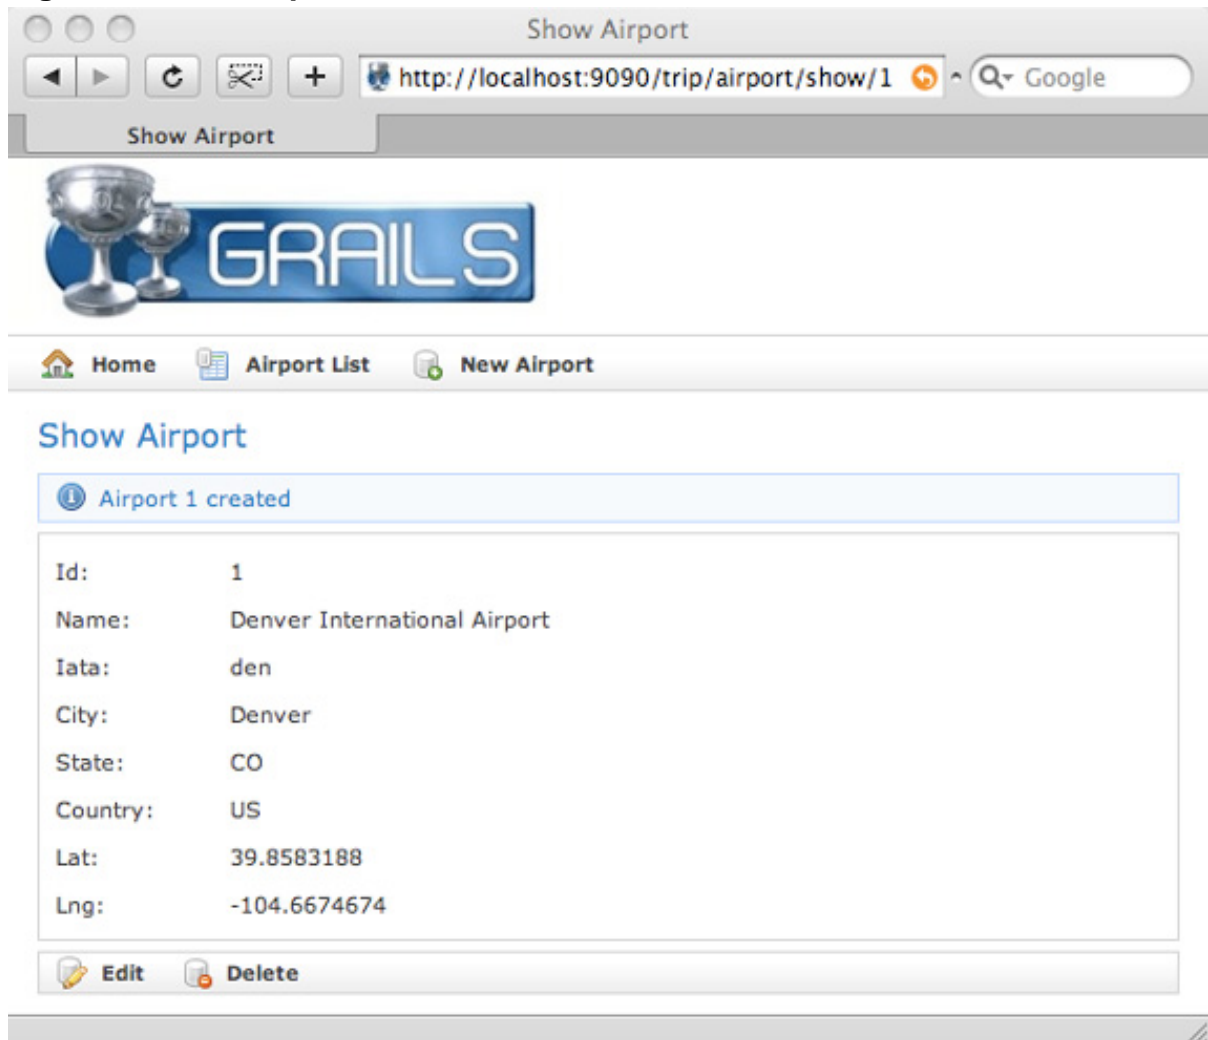 Show Airport
http://localhost:9090/trip/airport/show/1 Google
Show Airport
GRAILS
Home Airport List New Airport
Show Airport
Airport 1 created
Id: 1
Name: Denver International Airport
Iata: den
City: Denver
State: CO
Country: US
Lat: 39.8583188
Lng: -104.6674674
Edit Delete